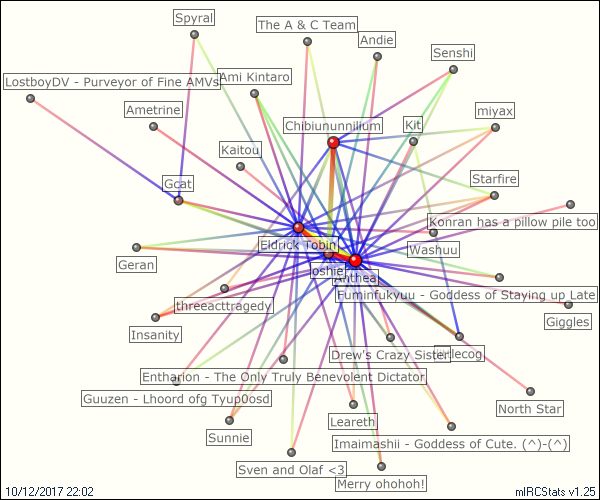 Spyral
The A & C Team
Andie
Senshi
LostboyDV - Purveyor of Fine AMVs
Ami Kintaro
Ametrine
Chibiununnilium
Kit
miyax
Kaitou
Gcat
Starfire
Konran has a pillow pile too
Eldrick Tobin
Washuu
Geran
Anthea
Fuminfukyuu - Goddess of Staying up Late
threeacttragedy
Giggles
Insanity
Drew's Crazy Sister
Entharion - The Only Truly Benevolent Dictator
Guuzen - Lhoord ofg Tyup0osd
North Star
Leareth
Sunnie
Imaimashii - Goddess of Cute. (^)-(^)
Sven and Olaf <3
Merry ohohoh!
10/12/2017 22:02
mIRCStats v1.25